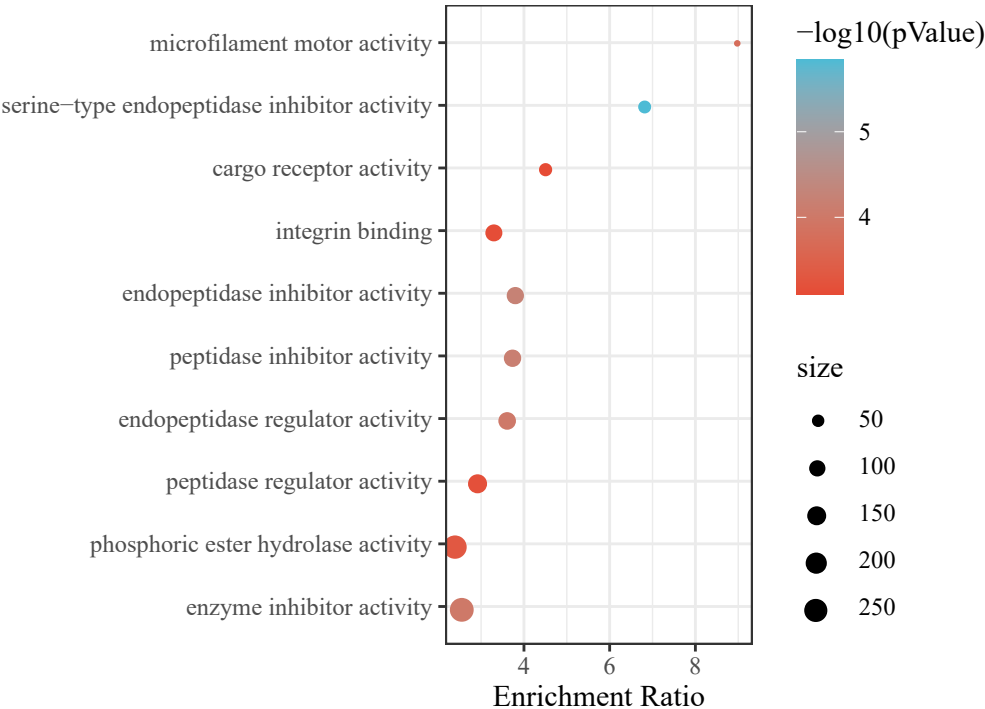 microfilament motor activity
serine−type endopeptidase inhibitor activity
cargo receptor activity
integrin binding
endopeptidase inhibitor activity
peptidase inhibitor activity
endopeptidase regulator activity
peptidase regulator activity
phosphoric ester hydrolase activity
enzyme inhibitor activity
4 6 8
Enrichment Ratio
−log10(pValue)
5
4
size
50
100
150
200
250